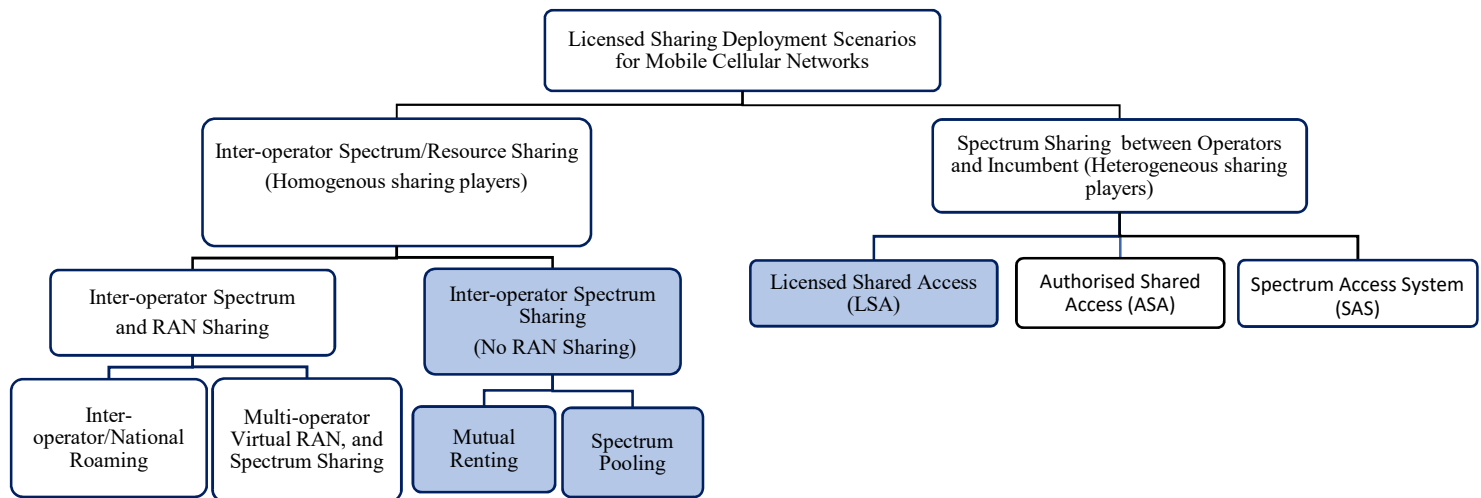 Licensed Sharing Deployment Scenarios
for Mobile Cellular Networks
Inter-operator Spectrum/Resource Sharing
(Homogenous sharing players)
Spectrum Sharing between Operators
and Incumbent (Heterogeneous sharing
players)
Inter-operator Spectrum
and RAN Sharing
Inter-operator Spectrum
Sharing
(No RAN Sharing)
Licensed Shared Access
(LSA)
Authorised Shared
Access (ASA)
Spectrum Access System
(SAS)
Inter-
operator/National
Roaming
Multi-operator
Virtual RAN, and
Spectrum Sharing
Mutual
Renting
Spectrum
Pooling